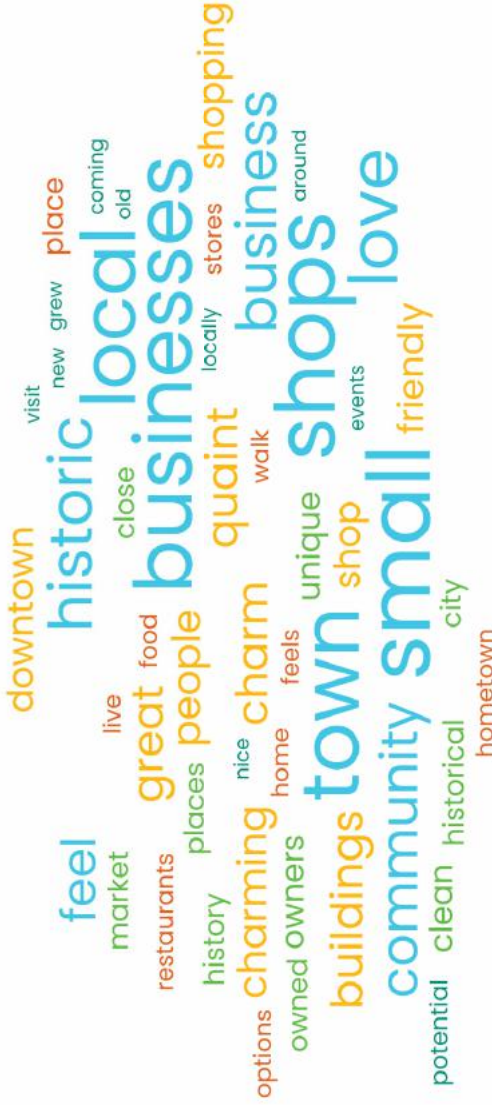 downtown
visit
feel historic new grew place
live
market close local coming
old
great food businesses
restaurants people
places
history quaint locally stores shopping
nice
charming charm walk business
options home feels
owned owners unique shops around
town
buildings shop events love
community small friendly
potential clean historical city
hometown